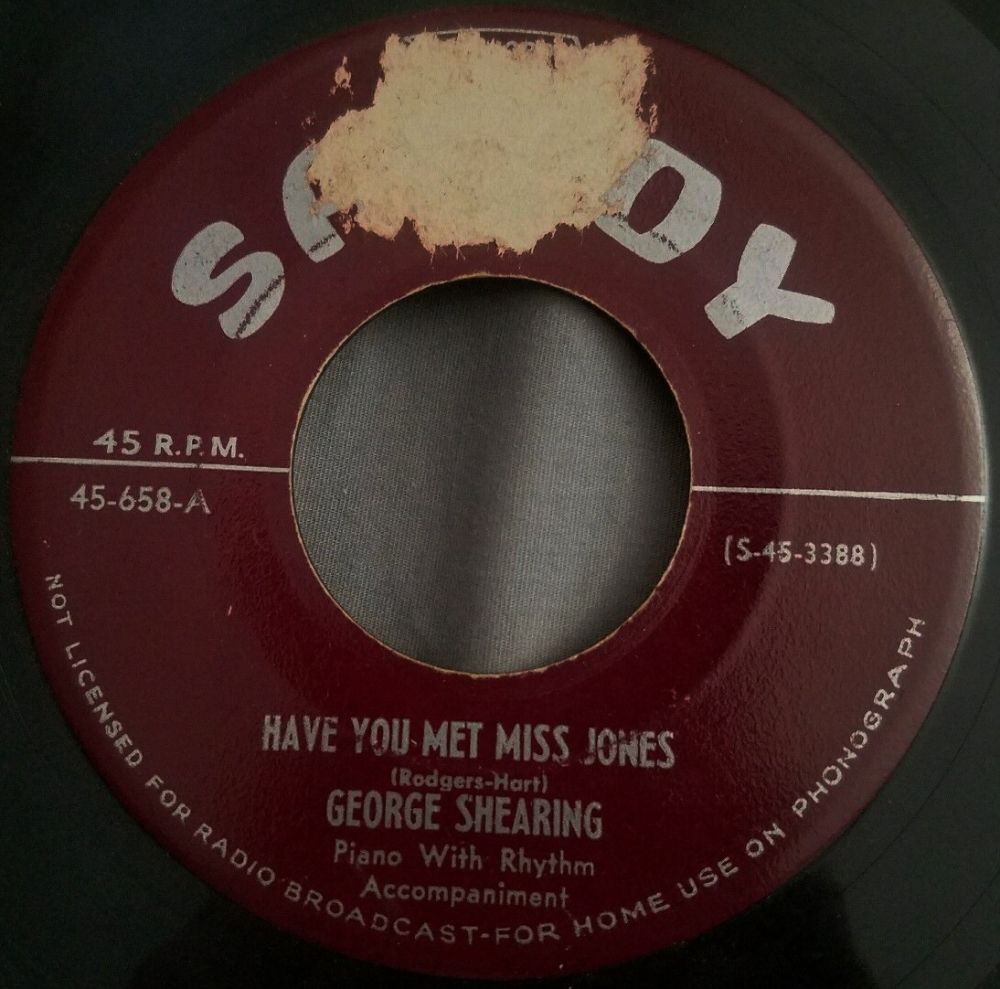 45 R.P.M.
45-658-A
(S-45-3388)
HAVE YOU MET MISS JONES
(Rodgers-Hart)
GEORGE SHEARING
Piano With Rhythm
Accompaniment
NOT LICENSED FOR RADIO BROADCAST-FOR HOME USE ON PHONOGRAPH